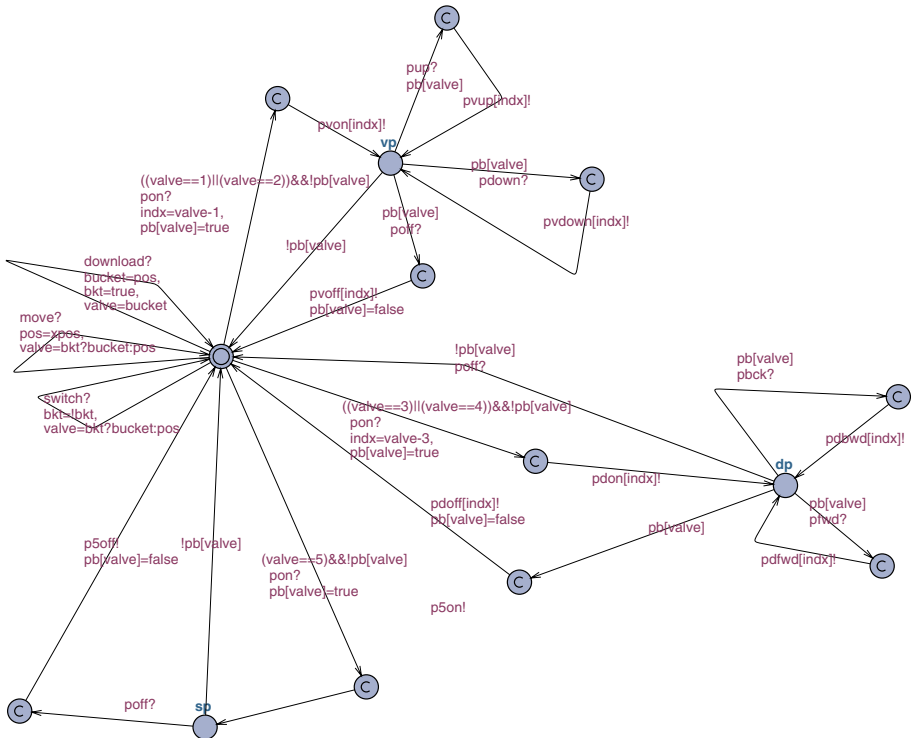 C
pup?
pb[valve]
pvup[indx]!
C
pvon[indx]!
vp
pb[valve]
pdown?
C
((valve==1)||(valve==2))&&!pb[valve]
pon?
indx=valve-1,
pb[valve]=true
pb[valve]
poff?
pvdown[indx]!
!pb[valve]
download?
bucket=pos,
bkt=true,
valve=bucket
C
pvoff[indx]!
pb[valve]=false
move?
pos=xpos,
valve=bkt?bucket:pos
C
!pb[valve]
poff?
pb[valve]
pbck?
C
switch?
bkt=!bkt,
valve=bkt?bucket:pos
((valve==3)||(valve==4))&&!pb[valve]
pon?
indx=valve-3,
pb[valve]=true
pdbwd[indx]!
C
pdon[indx]!
dp
pdoff[indx]!
pb[valve]=false
pb[valve]
pb[valve]
pfwd?
p5off!
pb[valve]=false
!pb[valve]
(valve==5)&&!pb[valve]
pon?
pb[valve]=true
pdfwd[indx]!
C
C
p5on!
C
poff?
sp
C